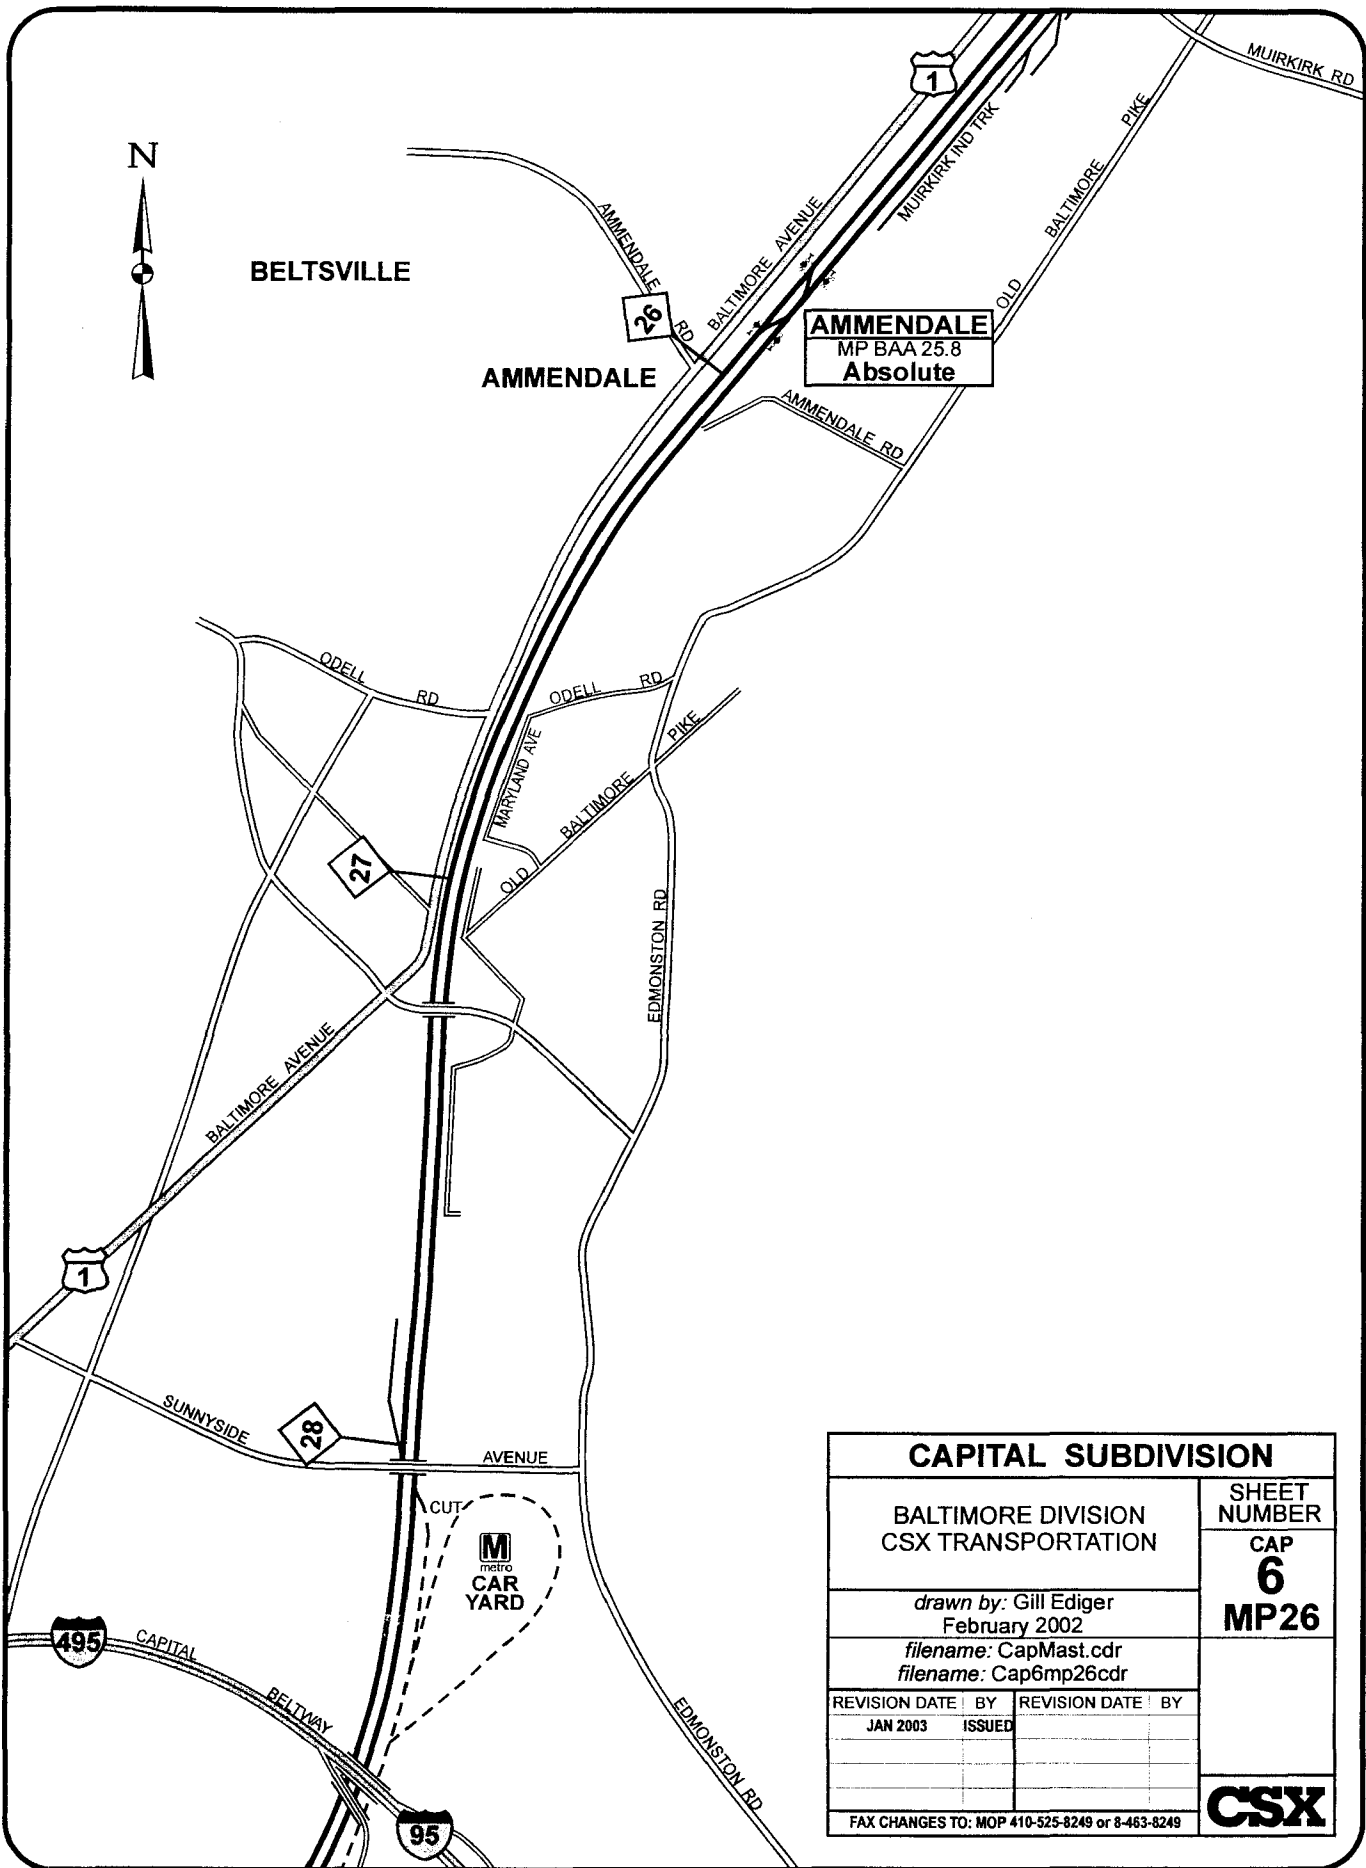 1
MUIRKIRK RD
N
MUIRKIRK IND TRK
PIKE
BALTIMORE
OLD
AMMENDALE
RD
BALTIMORE AVENUE
BELTSVILLE
26
AMMENDALE
MP BAA 25.8
Absolute
AMMENDALE
AMMENDALE RD
ODELL RD
ODELL RD
MARYLAND AVE
PIKE
BALTIMORE
OLD
27
EDMONSTON RD
BALTIMORE AVENUE
1
SUNNYSIDE
28
AVENUE
CUT
M
metro
CAR
YARD
495
CAPITAL
BELTWAY
95
EDMONSTON RD
CAPITAL SUBDIVISION
BALTIMORE DIVISION
CSX TRANSPORTATION
SHEET
NUMBER
CAP
6
MP26
drawn by: Gill Ediger
February 2002
filename: CapMast.cdr
filename: Cap6mp26cdr
REVISION DATE BY REVISION DATE BY
JAN 2003 ISSUED
FAX CHANGES TO: MOP 410-525-8249 or 8-463-8249
CSX